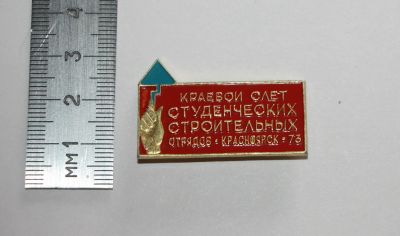 КРАЕВОЙ СЛЕТ
СТУДЕНЧЕСКИХ
СТРОИТЕЛЬНЫХ
ОТРЯДОВ • КРАСНОЯРСК • 73
мм 1 2 3 4